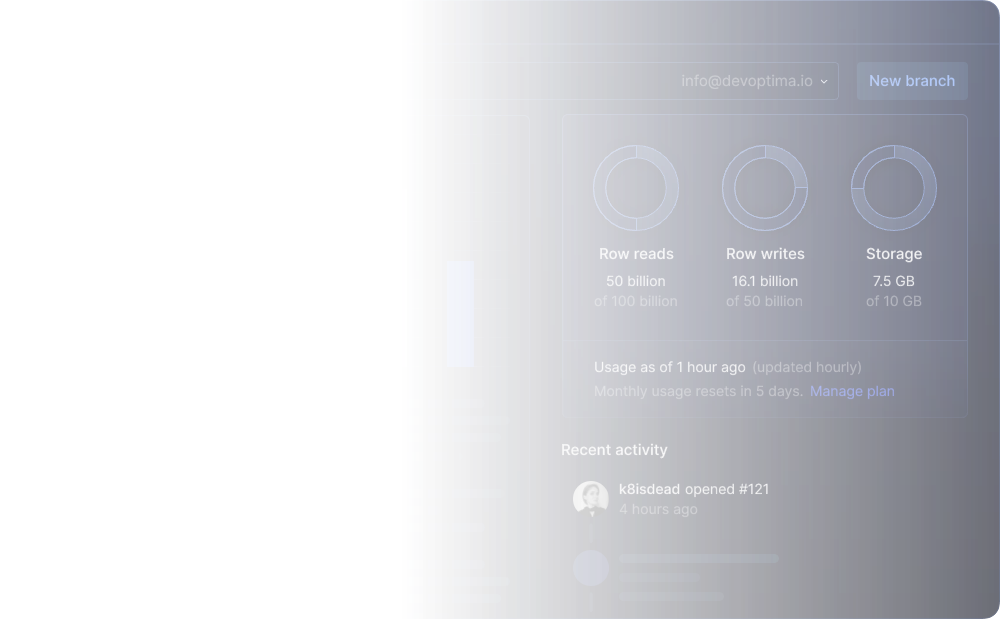 info@devoptima.io
New branch
Row reads
50 billion
of 100 billion
Row writes
16.1 billion
of 50 billion
Storage
7.5 GB
of 10 GB
Usage as of 1 hour ago (updated hourly)
Monthly usage resets in 5 days. Manage plan
Recent activity
k8isdead opened #121
4 hours ago